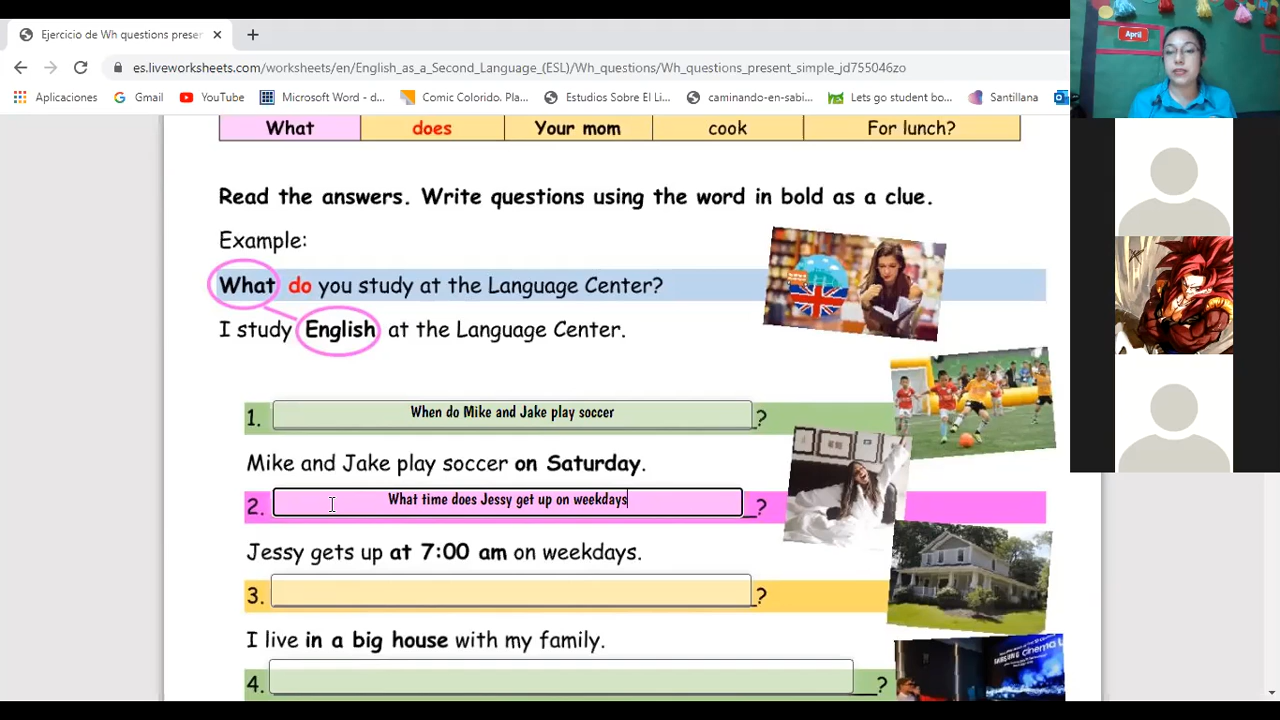 Ejercicio de Wh questions prese
es.liveworksheets.com/worksheets/en/English_as_a_Second_Language_(ESL)/Wh_questions/Wh_questions_present_simple_jd755046zo
Aplicaciones Gmail YouTube Microsoft Word - d... Comic Colorido. Pla... Estudios Sobre El Li... caminando-en-sabi... Lets go student bo... Santillana
April
What does Your mom cook For lunch?
Read the answers. Write questions using the word in bold as a clue.
Example:
What do you study at the Language Center?
I study English at the Language Center.
1. When do Mike and Jake play soccer ?
Mike and Jake play soccer on Saturday.
2. What time does Jessy get up on weekdays _?
Jessy gets up at 7:00 am on weekdays.
3. _?
I live in a big house with my family.
4. __?